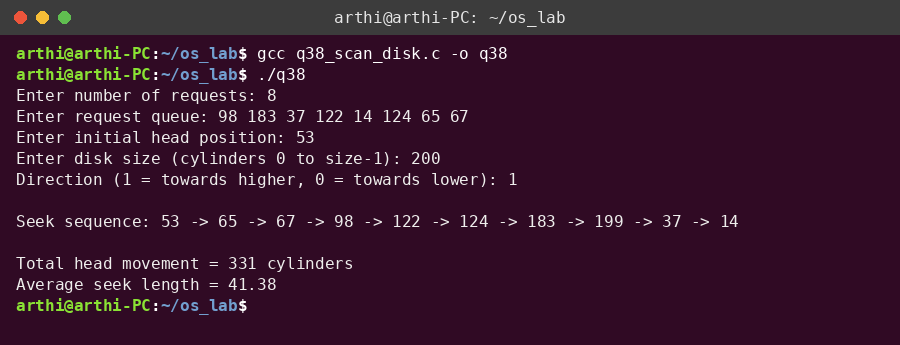 arthi@arthi-PC: ~/os_lab
arthi@arthi-PC:~/os_lab$ gcc q38_scan_disk.c -o q38
arthi@arthi-PC:~/os_lab$ ./q38
Enter number of requests: 8
Enter request queue: 98 183 37 122 14 124 65 67
Enter initial head position: 53
Enter disk size (cylinders 0 to size-1): 200
Direction (1 = towards higher, 0 = towards lower): 1
Seek sequence: 53 -> 65 -> 67 -> 98 -> 122 -> 124 -> 183 -> 199 -> 37 -> 14
Total head movement = 331 cylinders
Average seek length = 41.38
arthi@arthi-PC:~/os_lab$